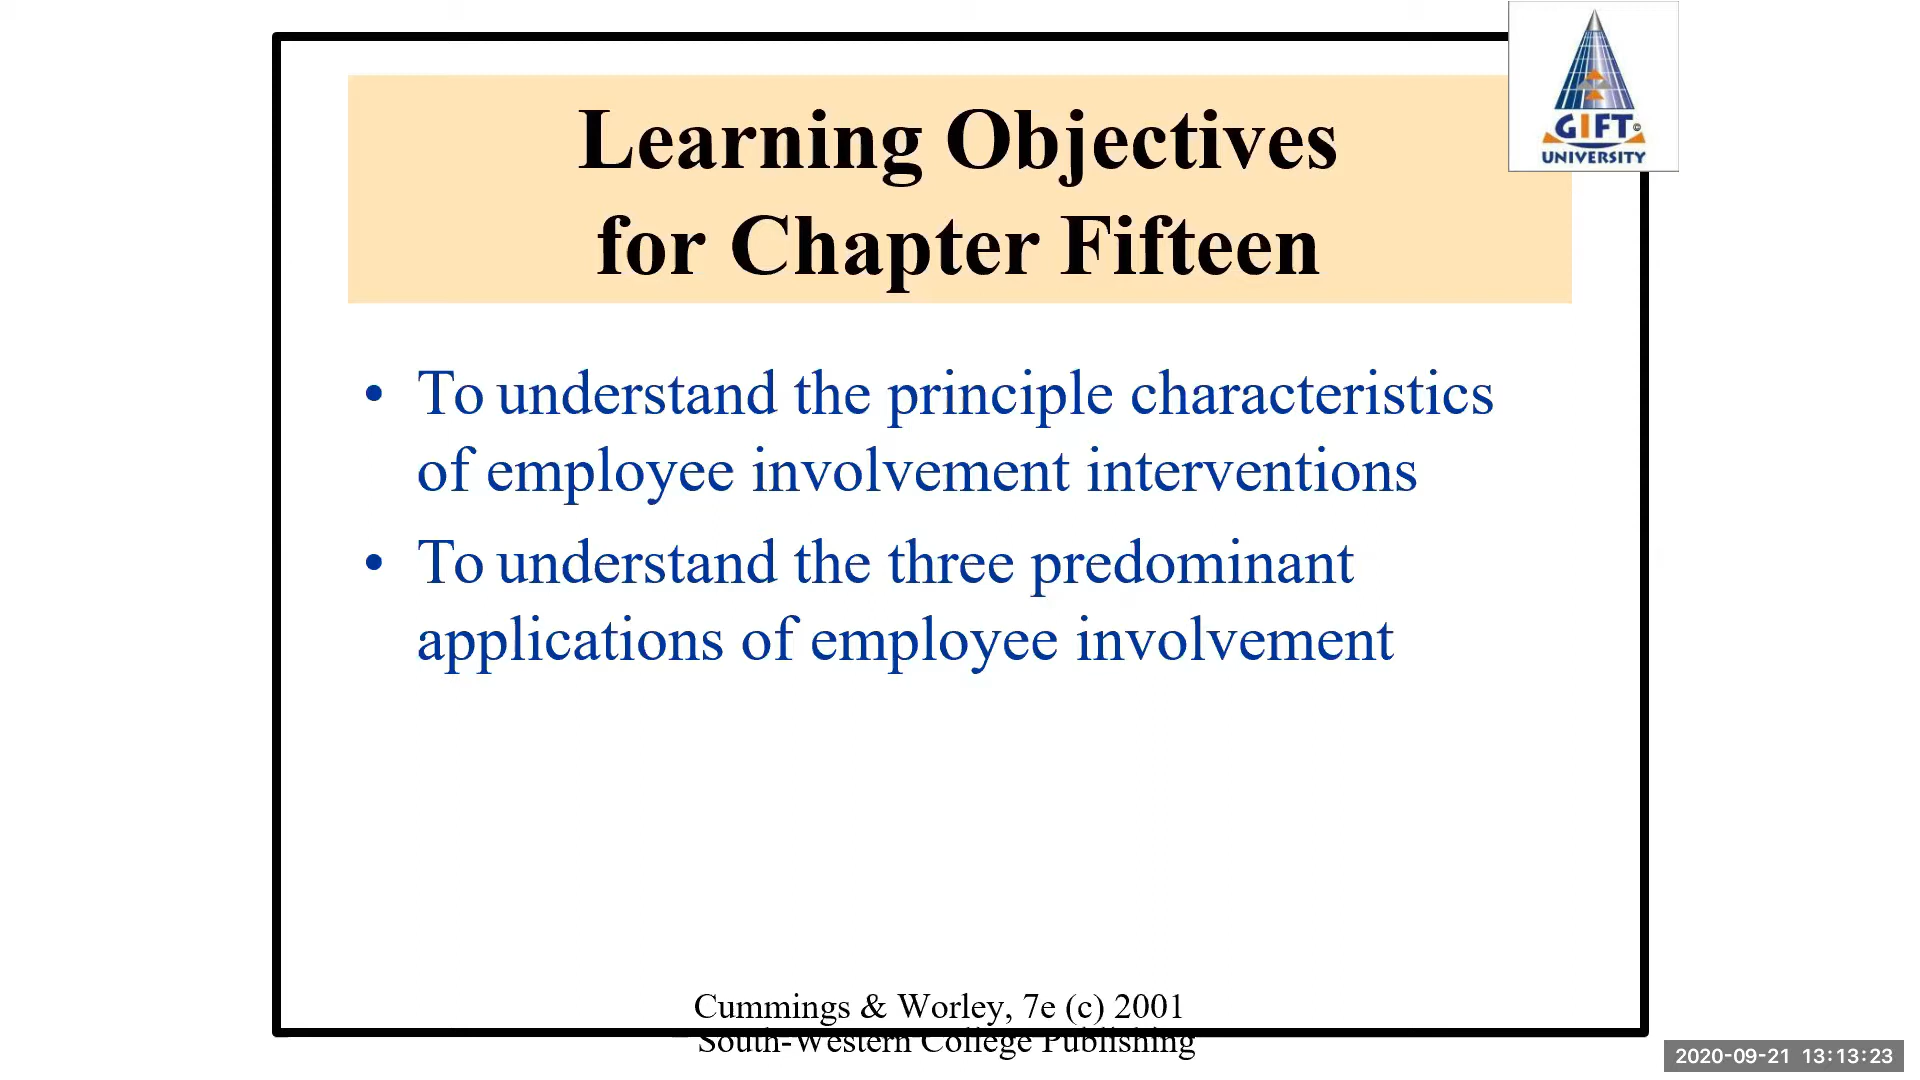 Learning Objectives
for Chapter Fifteen
GIFT©
UNIVERSITY
• To understand the principle characteristics
of employee involvement interventions
• To understand the three predominant
applications of employee involvement
Cummings & Worley, 7e (c) 2001
South-Western College Publishing
2020-09-21 13:13:23